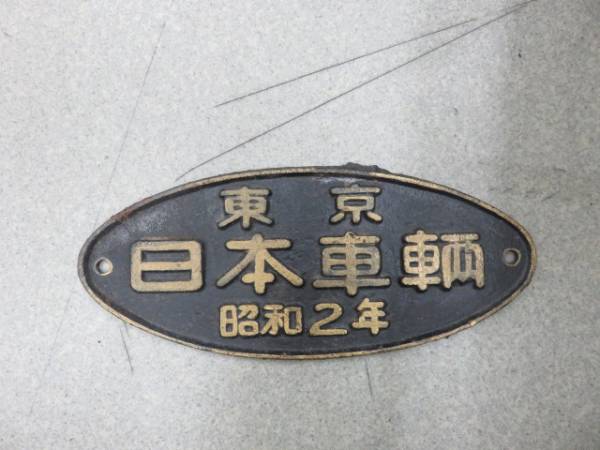 東京
日本車輌
昭和2年